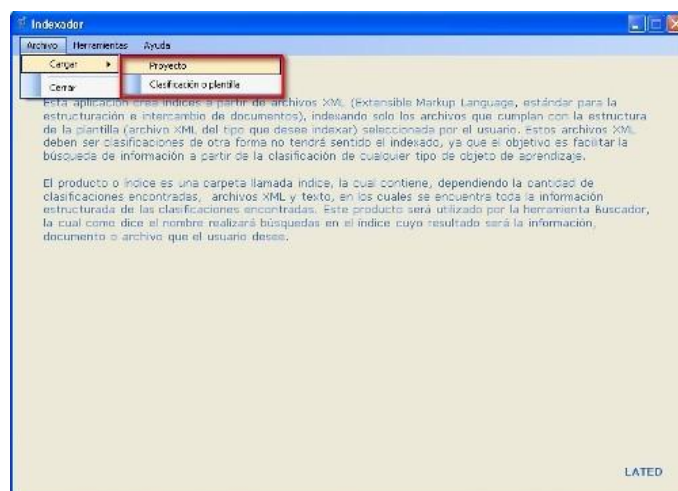 Indexador
Archivo Herramientas Ayuda
Cargar Proyecto
Clasificación o plantilla
Cerrar
Esta aplicación crea indices a partir de archivos XML (Extensible Markup Language, estándar para la
estructuración e intercambio de documentos), indexando solo los archivos que cumplan con la estructura
de la plantilla (archivo XML del tipo que desee indexar) seleccionada por el usuario. Estos archivos XML
deben ser clasificaciones de otra forma no tendrá sentido el indexado, ya que el objetivo es facilitar la
búsqueda de información a partir de la clasificación de cualquier tipo de objeto de aprendizaje.
El producto o índice es una carpeta llamada indice, la cual contiene, dependiendo la cantidad de
clasificaciones encontradas, archivos XML y texto, en los cuales se encuentra toda la información
estructurada de las clasificaciones encontradas. Este producto será utilizado por la herramienta Buscador,
la cual como dice el nombre realizará búsquedas en el indice cuyo resultado será la información,
documento o archivo que el usuario desee.
LATED